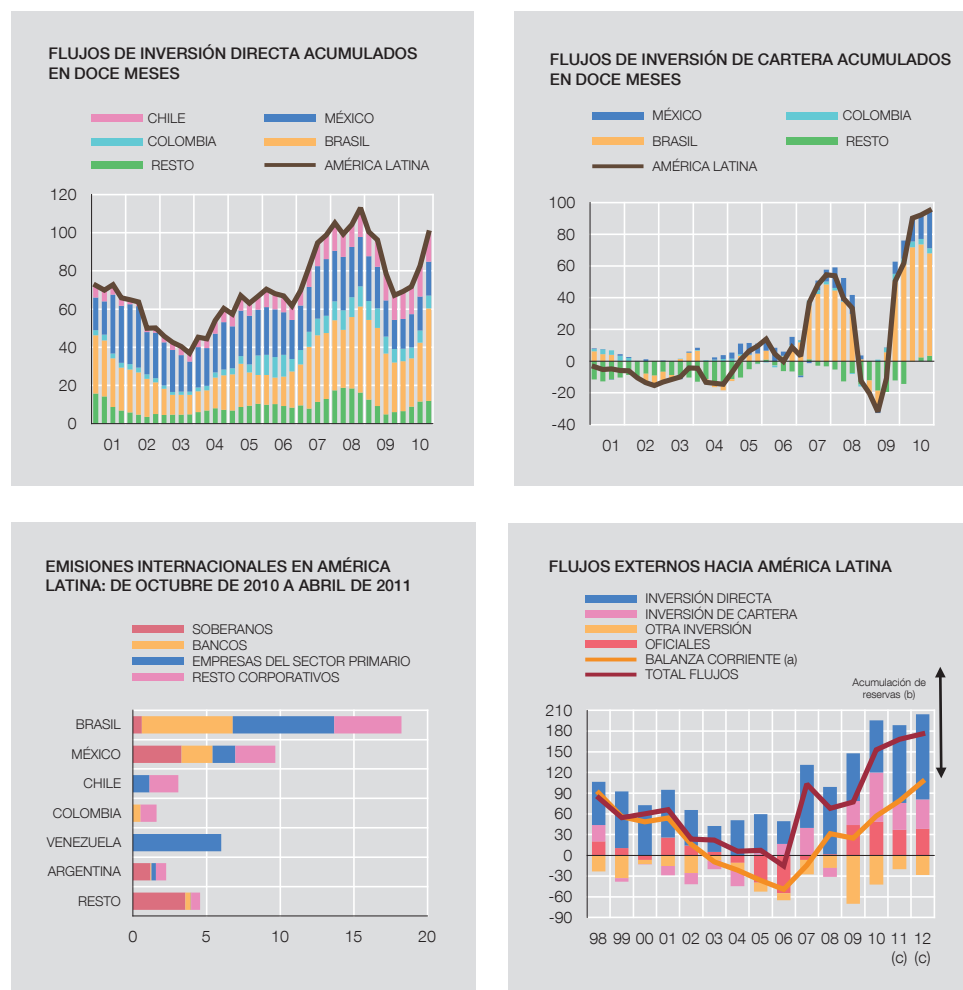 FLUJOS DE INVERSIÓN DIRECTA ACUMULADOS
EN DOCE MESES
CHILE
MÉXICO
COLOMBIA
BRASIL
RESTO
AMÉRICA LATINA
120
100
80
60
40
20
0
01 02 03 04 05 06 07 08 09 10
FLUJOS DE INVERSIÓN DE CARTERA ACUMULADOS
EN DOCE MESES
MÉXICO
COLOMBIA
BRASIL
RESTO
AMÉRICA LATINA
100
80
60
40
20
0
-20
-40
01 02 03 04 05 06 07 08 09 10
EMISIONES INTERNACIONALES EN AMÉRICA
LATINA: DE OCTUBRE DE 2010 A ABRIL DE 2011
SOBERANOS
BANCOS
EMPRESAS DEL SECTOR PRIMARIO
RESTO CORPORATIVOS
BRASIL
MÉXICO
CHILE
COLOMBIA
VENEZUELA
ARGENTINA
RESTO
0 5 10 15 20
FLUJOS EXTERNOS HACIA AMÉRICA LATINA
INVERSIÓN DIRECTA
INVERSIÓN DE CARTERA
OTRA INVERSIÓN
OFICIALES
BALANZA CORRIENTE (a)
TOTAL FLUJOS
Acumulación de
reservas (b)
210
180
150
120
90
60
30
0
-30
-60
-90
98 99 00 01 02 03 04 05 06 07 08 09 10 11 12
(c) (c)